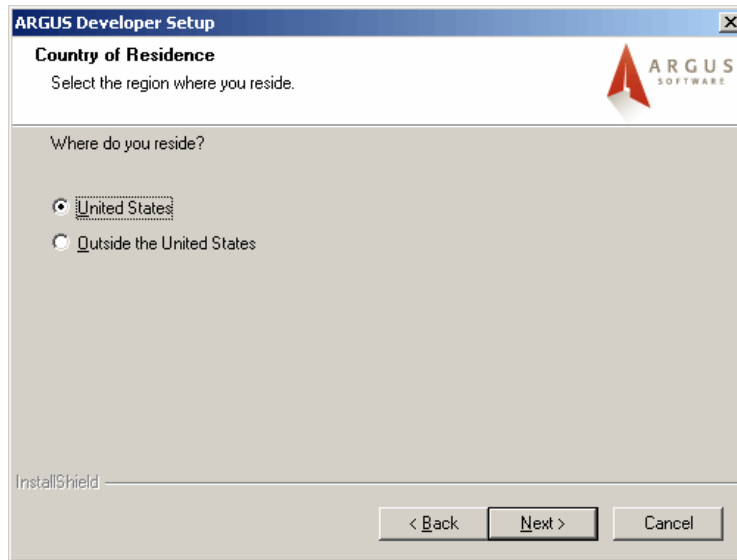 ARGUS Developer Setup
Country of Residence
Select the region where you reside.
ARGUS
SOFTWARE
Where do you reside?
United States
Outside the United States
InstallShield
< Back Next > Cancel